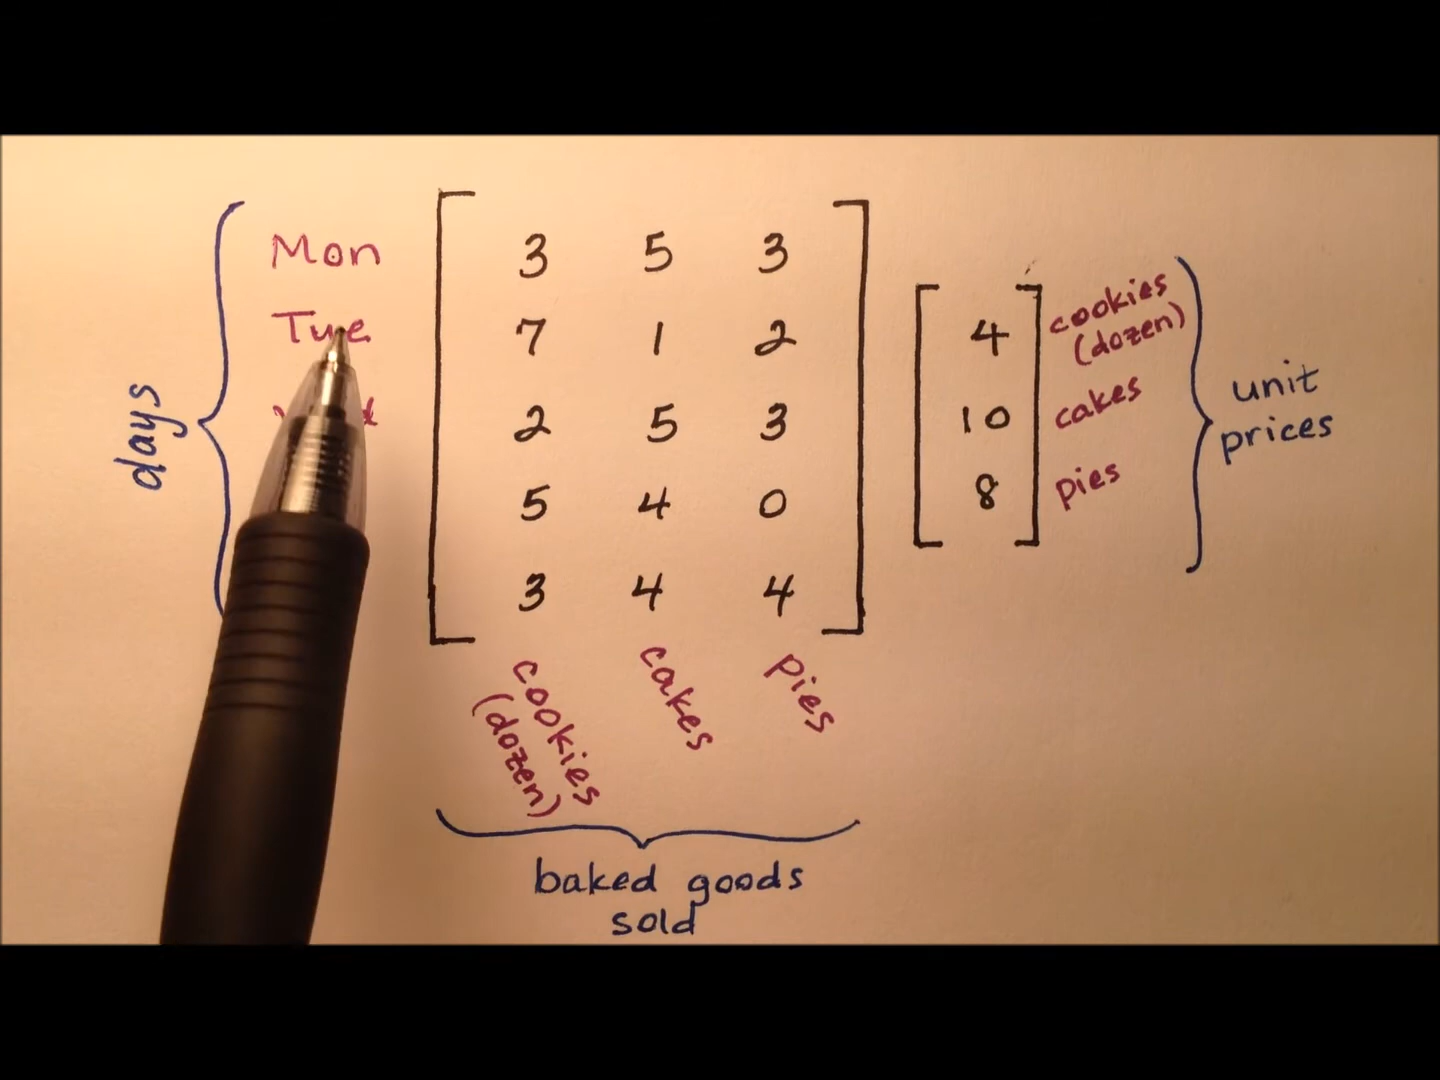 days
Mon 3 5 3
Tue 7 1 2
2 5 3
5 4 0
3 4 4
cookies
(dozen)
cakes
pies
baked goods
sold
4 cookies
(dozen)
10 cakes
8 pies
unit
prices